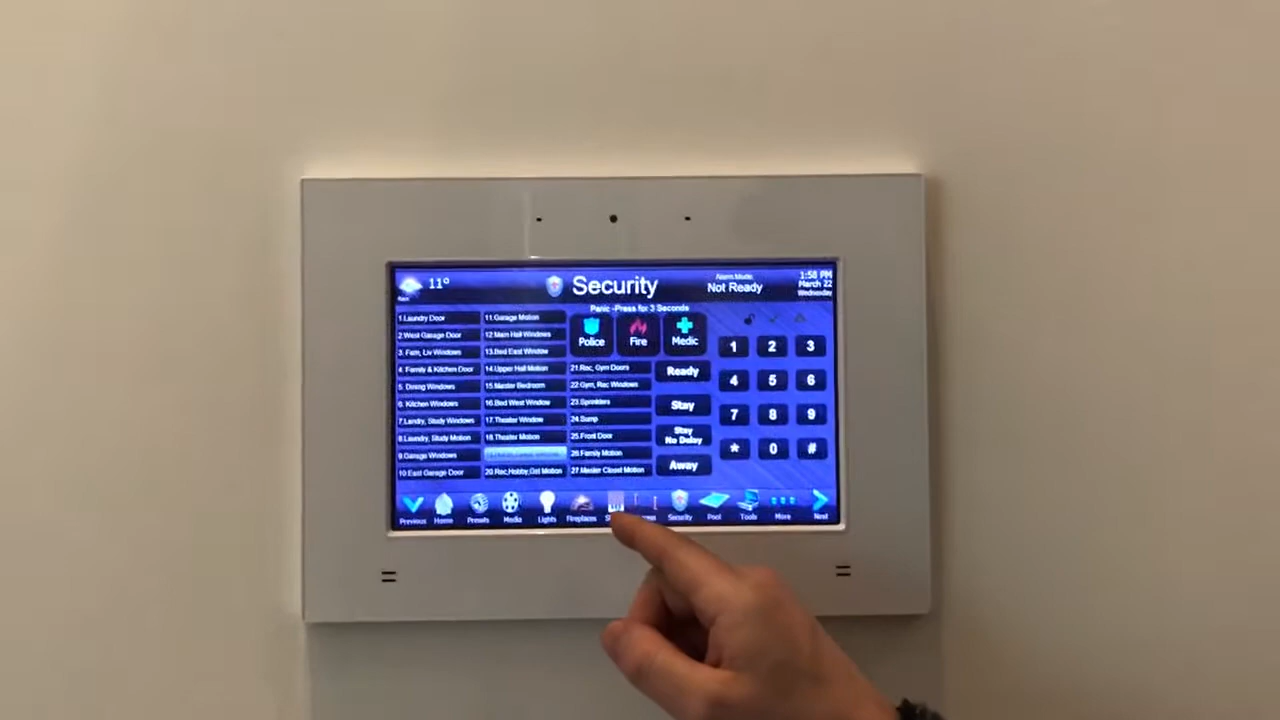 11°
Security
Alarm Mode:
Not Ready
1:58 PM
March 22
Wednesday
Rain
Panic -Press for 3 Seconds
Police
Fire
Medic
1.Laundry Door
2.West Garage Door
3. Fam, Liv Windows
4. Family & Kitchen Door
5. Dining Windows
6. Kitchen Windows
7.Landry, Study Windows
8.Laundry, Study Motion
9.Garage Windows
10.East Garage Door
11.Garage Motion
12.Main Hall Windows
13.Bed East Window
14.Upper Hall Motion
15.Master Bedroom
16.Bed West Window
17.Theater Window
18.Theater Motion
20.Rec,Hobby,Gst Motion
21.Rec, Gym Doors
22.Gym, Rec Windows
23.Sprinklers
24.Sump
25.Front Door
26.Family Motion
27.Master Closet Motion
Ready
Stay
Stay
No Delay
Away
1 2 3
4 5 6
7 8 9
* 0 #
Previous Home Presets Media Lights Fireplaces Security Pool Tools More Next